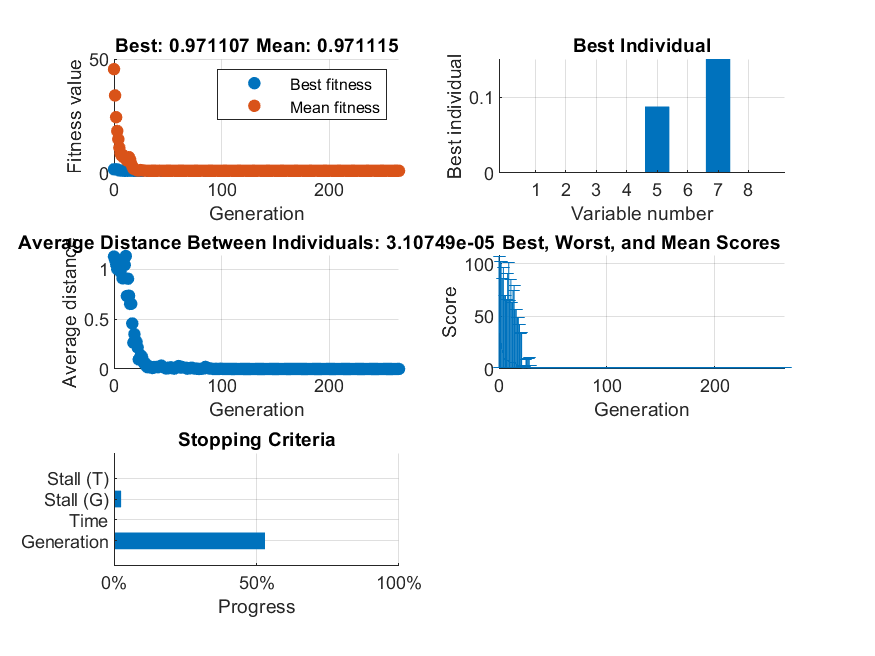 Best: 0.971107 Mean: 0.971115
Fitness value
50
0
Best fitness
Mean fitness
0 100 200
Generation
Best Individual
Best individual
0.1
0
1 2 3 4 5 6 7 8
Variable number
Average Distance Between Individuals: 3.10749e-05
Average distance
1
0.5
0
0 100 200
Generation
Best, Worst, and Mean Scores
Score
100
50
0
0 100 200
Generation
Stopping Criteria
Stall (T)
Stall (G)
Time
Generation
0% 50% 100%
Progress